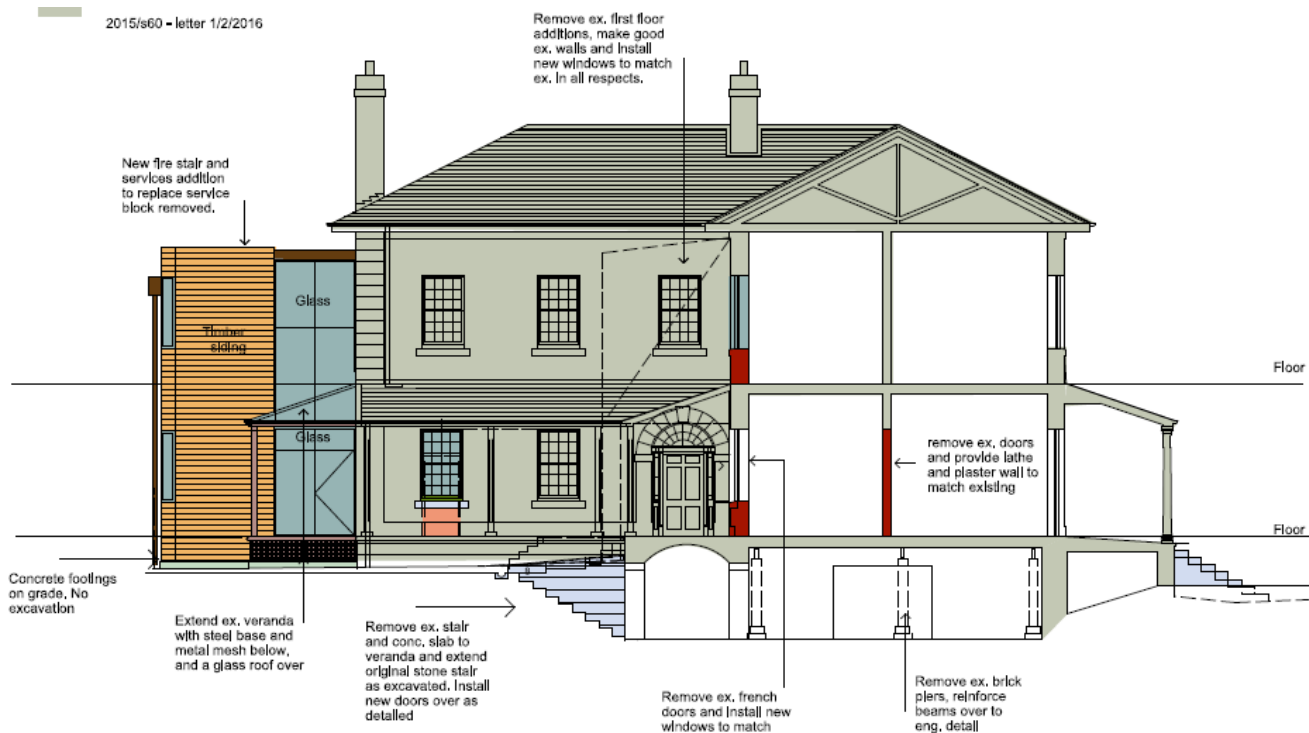 2015/s60 - letter 1/2/2016
Remove ex. first floor
additions, make good
ex. walls and install
new windows to match
ex. In all respects.
New fire stair and
services addition
to replace service
block removed.
Glass
Timber
siding
Floor
Glass
remove ex. doors
and provide lathe
and plaster wall to
match existing
Floor
Concrete footings
on grade, No
excavation
Extend ex. veranda
with steel base and
metal mesh below,
and a glass roof over
Remove ex. stair
and conc. slab to
veranda and extend
original stone stair
as excavated. Install
new doors over as
detailed
Remove ex. french
doors and install new
windows to match
Remove ex. brick
piers, reinforce
beams over to
eng. detail